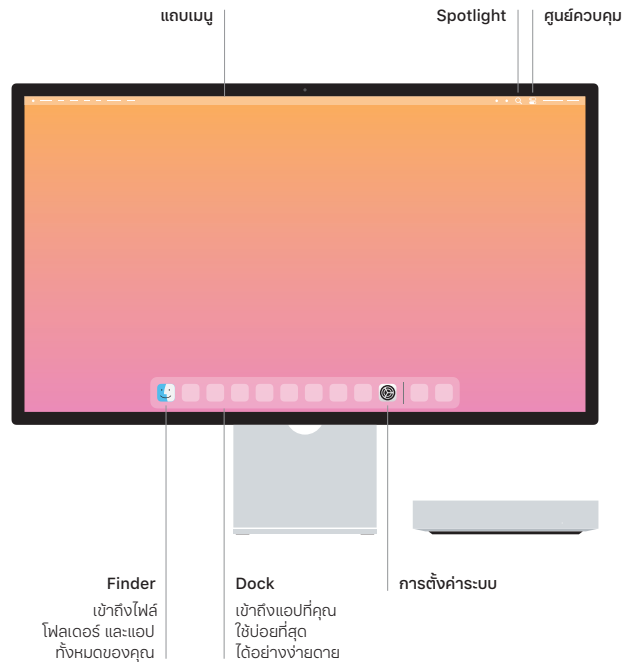 แถบเมนู
Spotlight
ศูนย์ควบคุม
Finder
เข้าถึงไฟล์
โฟลเดอร์ และแอป
ทั้งหมดของคุณ
Dock
เข้าถึงแอปที่คุณ
ใช้บ่อยที่สุด
ได้อย่างง่ายดาย
การตั้งค่าระบบ